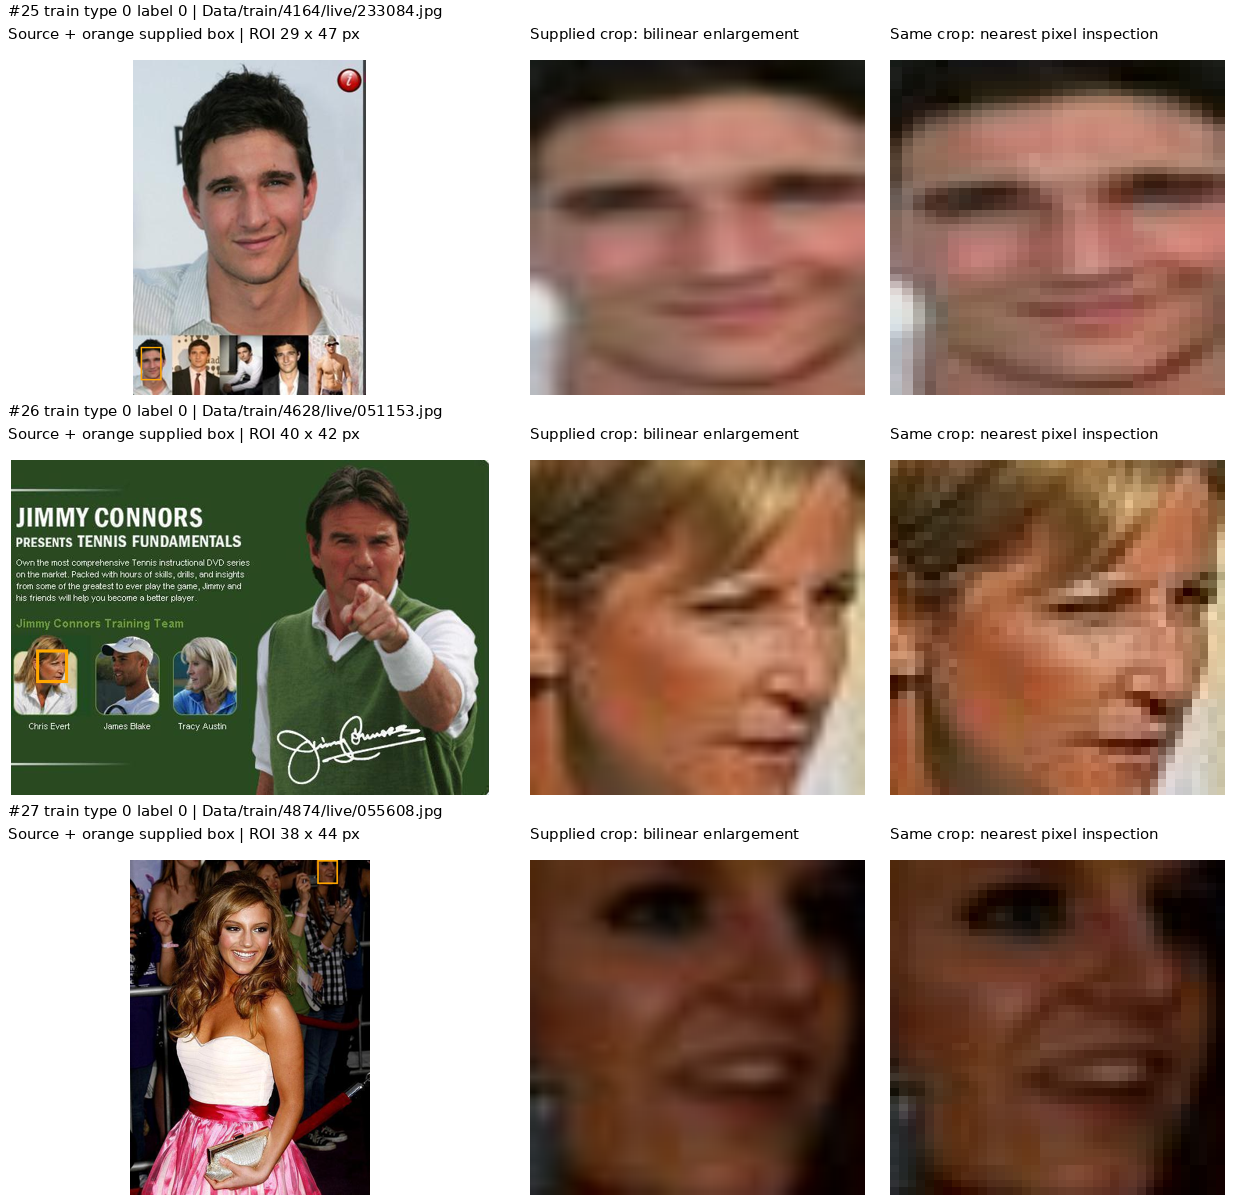 #25 train type 0 label 0 | Data/train/4164/live/233084.jpg
Source + orange supplied box | ROI 29 x 47 px
Supplied crop: bilinear enlargement
Same crop: nearest pixel inspection
i
#26 train type 0 label 0 | Data/train/4628/live/051153.jpg
Source + orange supplied box | ROI 40 x 42 px
Supplied crop: bilinear enlargement
Same crop: nearest pixel inspection
JIMMY CONNORS
PRESENTS TENNIS FUNDAMENTALS
Own the most comprehensive Tennis instructional DVD series
on the market. Packed with hours of skills, drills, and insights
from some of the greatest to ever play the game, Jimmy and
his friends will help you become a better player.
Jimmy Connors Training Team
Chris Evert
James Blake
Tracy Austin
Jimmy Connors
#27 train type 0 label 0 | Data/train/4874/live/055608.jpg
Source + orange supplied box | ROI 38 x 44 px
Supplied crop: bilinear enlargement
Same crop: nearest pixel inspection